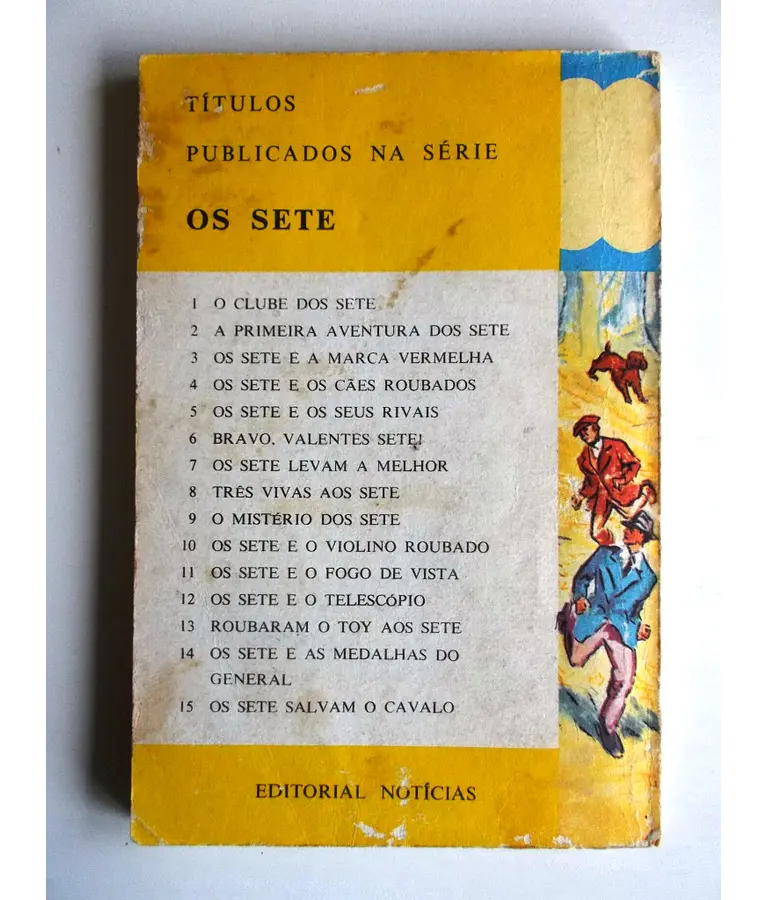 TÍTULOS
PUBLICADOS NA SÉRIE
OS SETE
1 O CLUBE DOS SETE
2 A PRIMEIRA AVENTURA DOS SETE
3 OS SETE E A MARCA VERMELHA
4 OS SETE E OS CÃES ROUBADOS
5 OS SETE E OS SEUS RIVAIS
6 BRAVO, VALENTES SETE!
7 OS SETE LEVAM A MELHOR
8 TRÊS VIVAS AOS SETE
9 O MISTÉRIO DOS SETE
10 OS SETE E O VIOLINO ROUBADO
11 OS SETE E O FOGO DE VISTA
12 OS SETE E O TELESCÓPIO
13 ROUBARAM O TOY AOS SETE
14 OS SETE E AS MEDALHAS DO
GENERAL
15 OS SETE SALVAM O CAVALO
EDITORIAL NOTÍCIAS